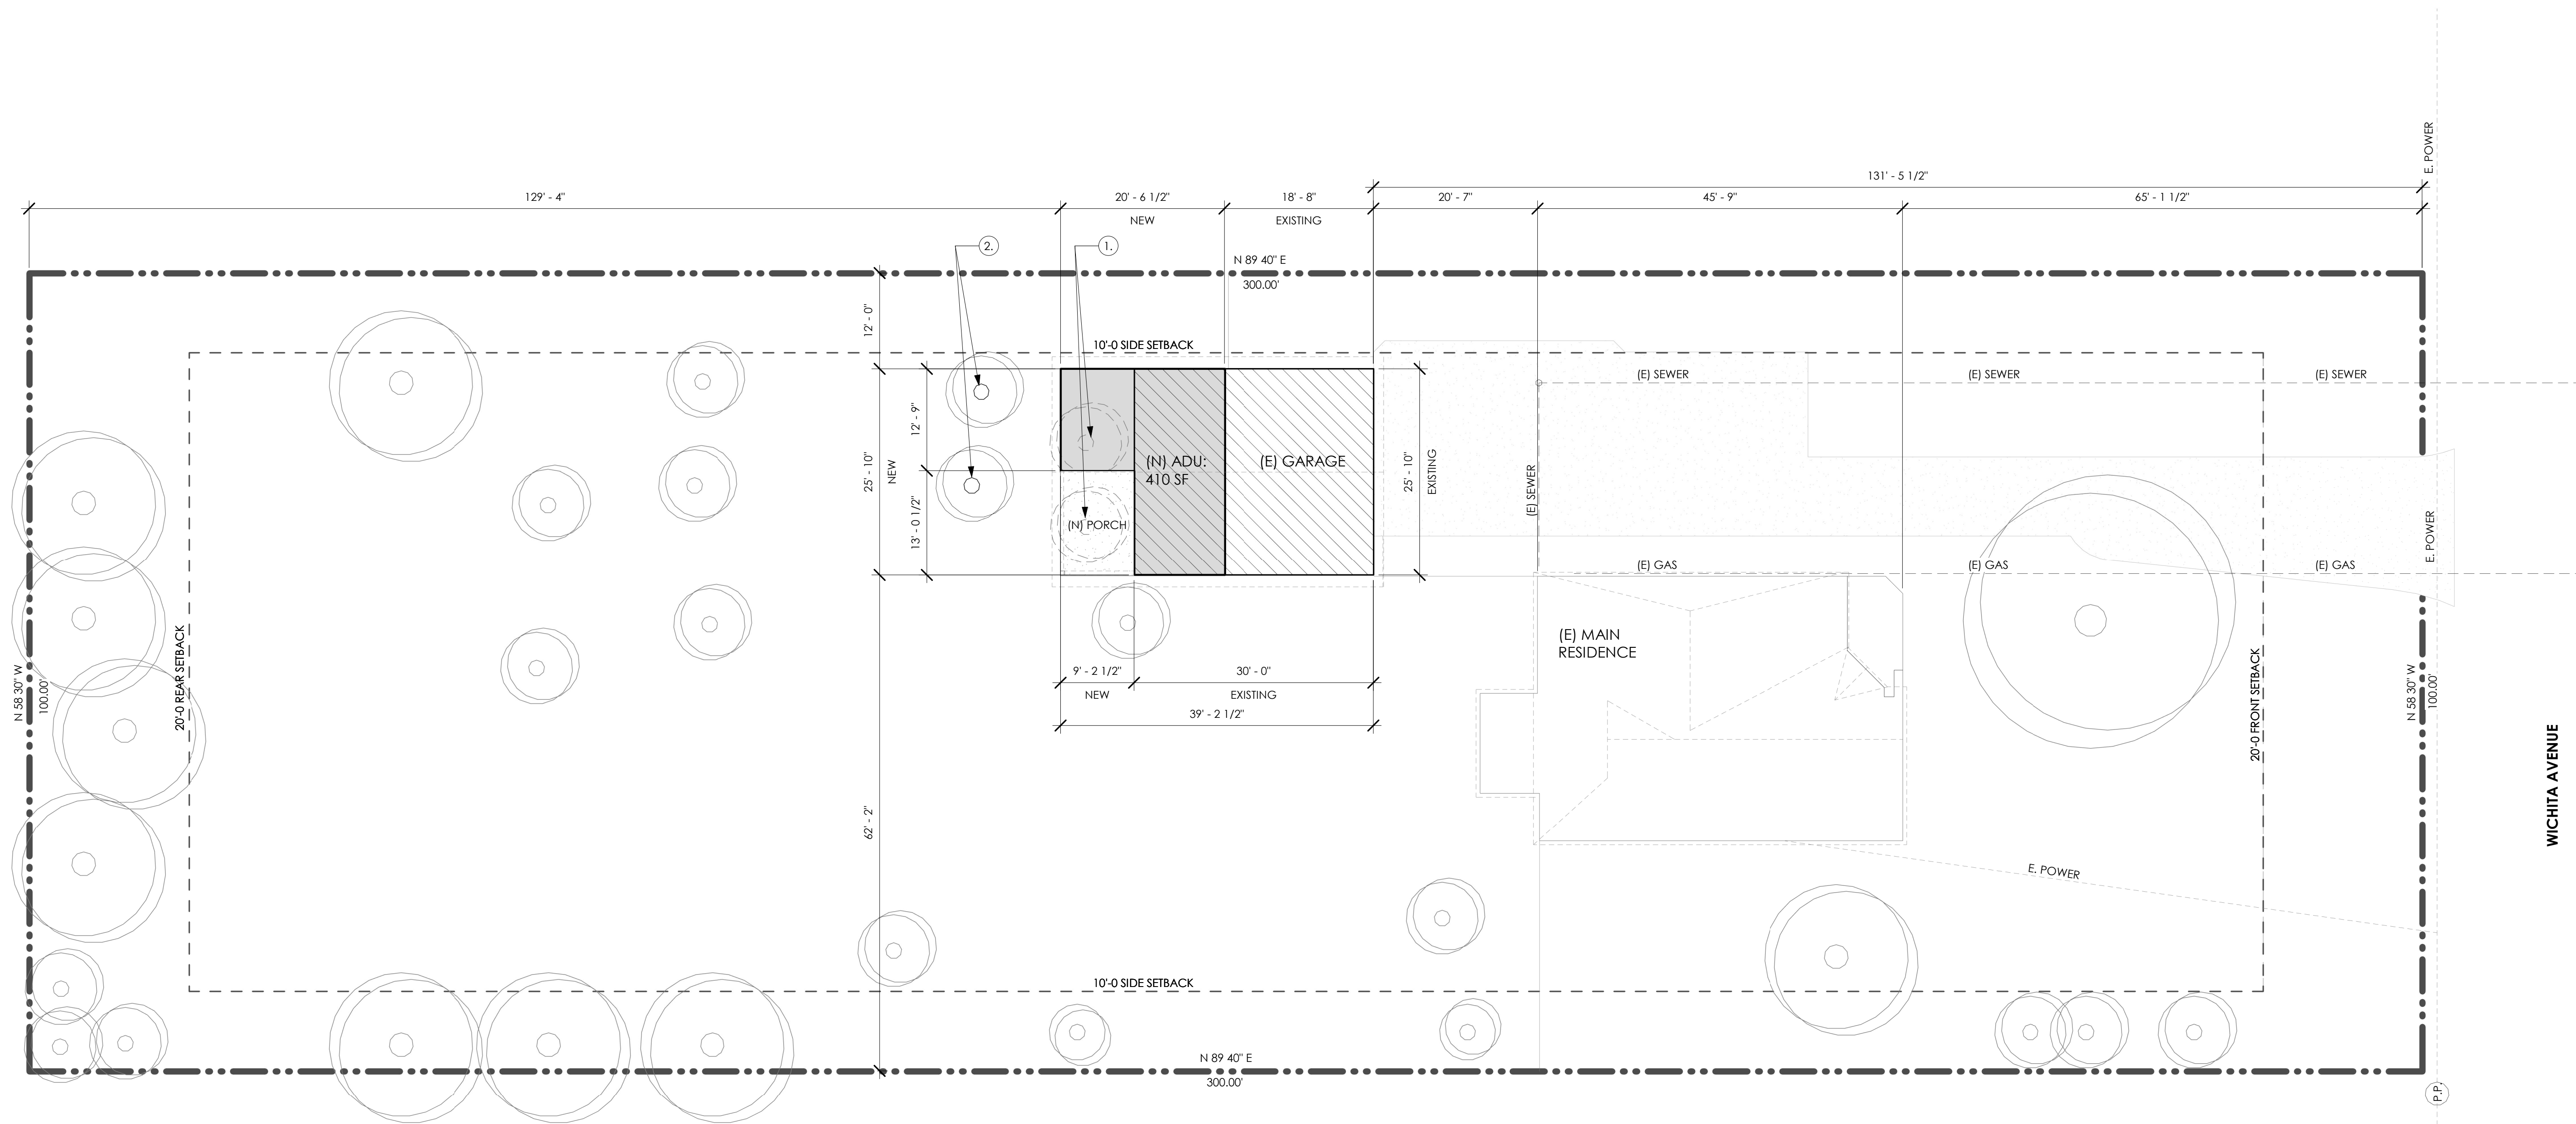 E. POWER
131' - 5 1/2"
129' - 4"
20' - 6 1/2"
18' - 8"
20' - 7"
45' - 9"
65' - 1 1/2"
NEW
EXISTING
2.
1.
N 89 40" E
300.00'
12' - 0"
10'-0 SIDE SETBACK
(E) SEWER
(E) SEWER
(E) SEWER
12' - 9"
25' - 10"
NEW
13' - 0 1/2"
(N) ADU:
410 SF
(E) GARAGE
(N) PORCH
25' - 10"
EXISTING
(E) SEWER
E. POWER
(E) GAS
(E) GAS
(E) GAS
(E) MAIN
RESIDENCE
N 58 30" W
100.00'
20'-0 REAR SETBACK
9' - 2 1/2"
30' - 0"
NEW
EXISTING
39' - 2 1/2"
20'-0 FRONT SETBACK
N 58 30" W
100.00'
WICHITA AVENUE
62' - 2"
E. POWER
10'-0 SIDE SETBACK
N 89 40" E
300.00'
P.P.